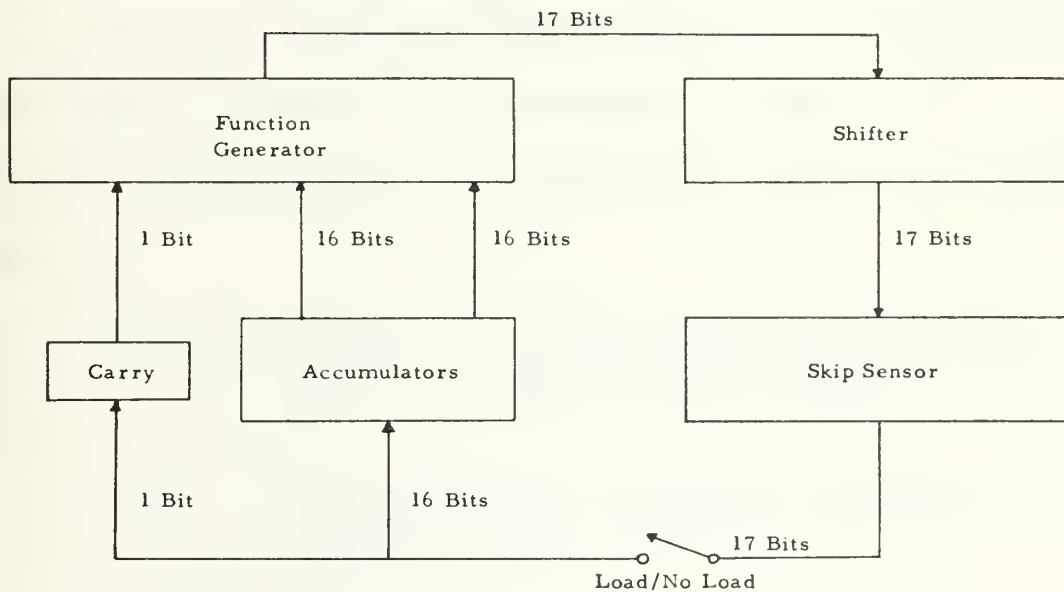 17 Bits
Function
Generator
Shifter
1 Bit
16 Bits
16 Bits
17 Bits
Carry
Accumulators
Skip Sensor
1 Bit
16 Bits
17 Bits
Load/No Load